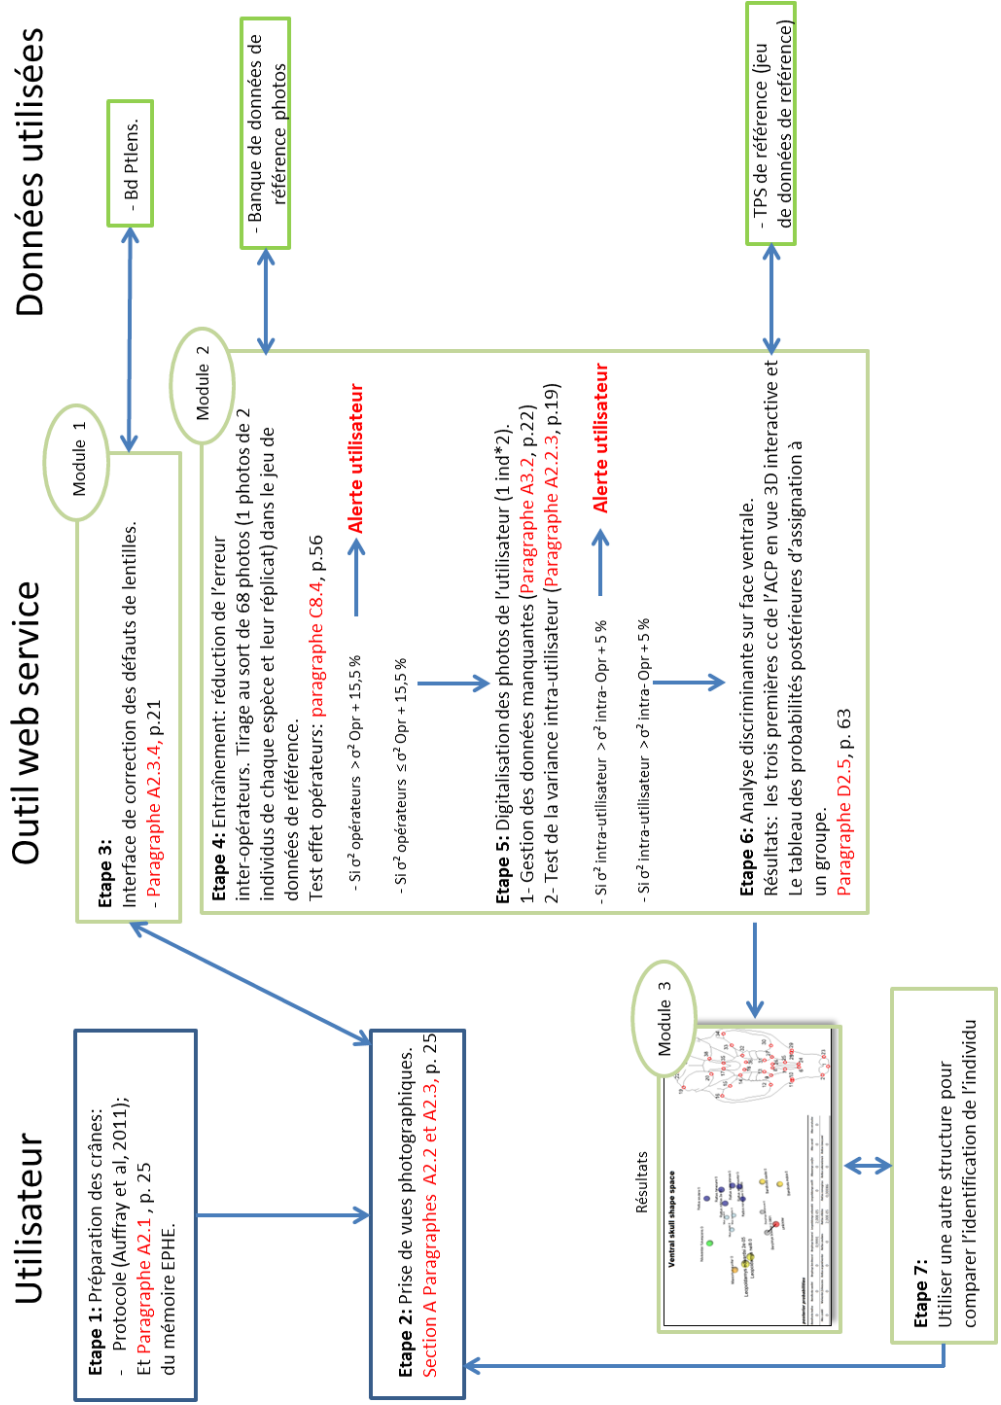 Utilisateur
Outil web service
Données utilisées
Etape 1: Préparation des crânes:
- Protocole (Auffray et al, 2011);
Et Paragraphe A2.1 , p. 25
du mémoire EPHE.
Etape 2: Prise de vues photographiques.
Section A Paragraphes A2.2 et A2.3, p. 25
Module 1
Etape 3:
Interface de correction des défauts de lentilles.
- Paragraphe A2.3.4, p.21
- Bd Ptlens.
Module 2
Etape 4: Entraînement: réduction de l’erreur
inter-opérateurs. Tirage au sort de 68 photos (1 photos de 2
individus de chaque espèce et leur réplicat) dans le jeu de
données de référence.
Test effet opérateurs: paragraphe C8.4, p.56
- Si σ² opérateurs > σ² Opr + 15,5 %
Alerte utilisateur
- Si σ² opérateurs ≤ σ² Opr + 15,5 %
- Banque de données de
référence photos
Etape 5: Digitalisation des photos de l’utilisateur (1 ind*2).
1- Gestion des données manquantes (Paragraphe A3.2, p.22)
2- Test de la variance intra-utilisateur (Paragraphe A2.2.3, p.19)
- Si σ² intra-utilisateur > σ² intra- Opr + 5 %
Alerte utilisateur
- Si σ² intra-utilisateur > σ² intra- Opr + 5 %
Etape 6: Analyse discriminante sur face ventrale.
Résultats: les trois premières cc de l’ACP en vue 3D interactive et
Le tableau des probabilités postérieures d’assignation à
un groupe.
Paragraphe D2.5, p. 63
- TPS de référence (jeu
de données de référence)
Module 3
Résultats
Ventral skull shape space
posterior probabilities
Etape 7:
Utiliser une autre structure pour
comparer l’identification de l’individu